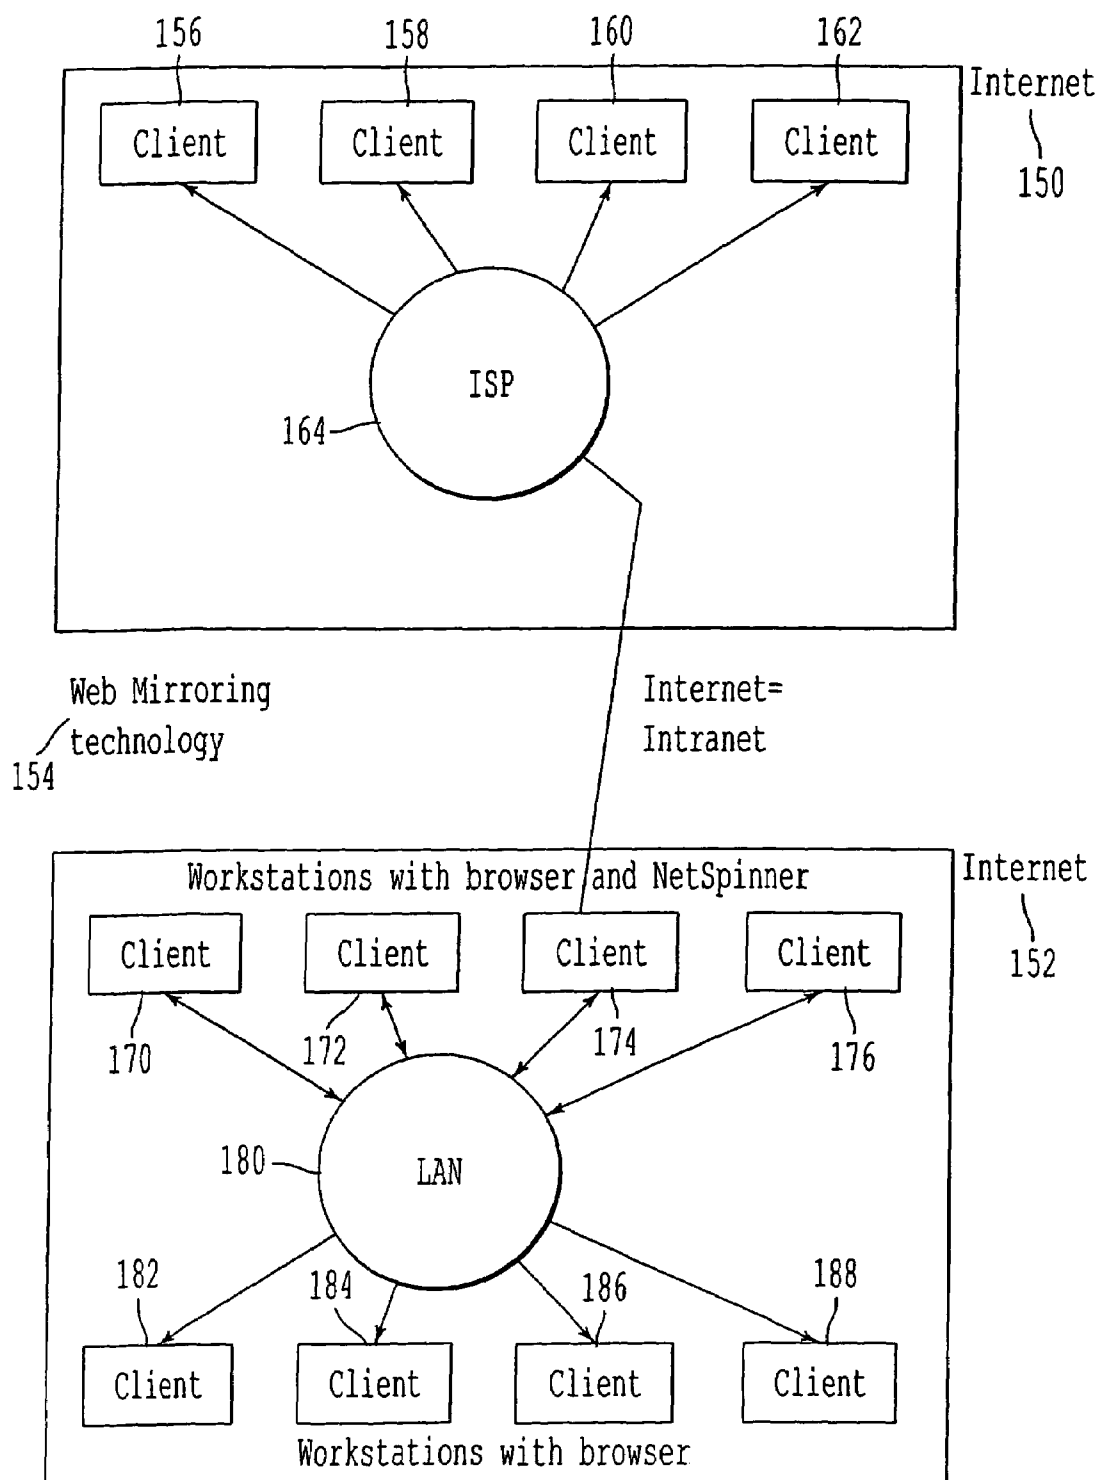 156
158
160
162
Internet
150
Client
Client
Client
Client
ISP
164
Web Mirroring
technology
154
Internet=
Intranet
Workstations with browser and NetSpinner
Internet
152
Client
Client
Client
Client
170
172
174
176
180
LAN
182
184
186
188
Client
Client
Client
Client
Workstations with browser